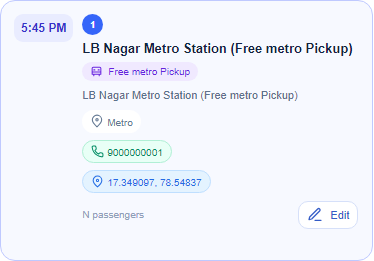 5:45 PM
1
LB Nagar Metro Station (Free metro Pickup)
Free metro Pickup
LB Nagar Metro Station (Free metro Pickup)
Metro
9000000001
17.349097, 78.54837
N passengers
Edit